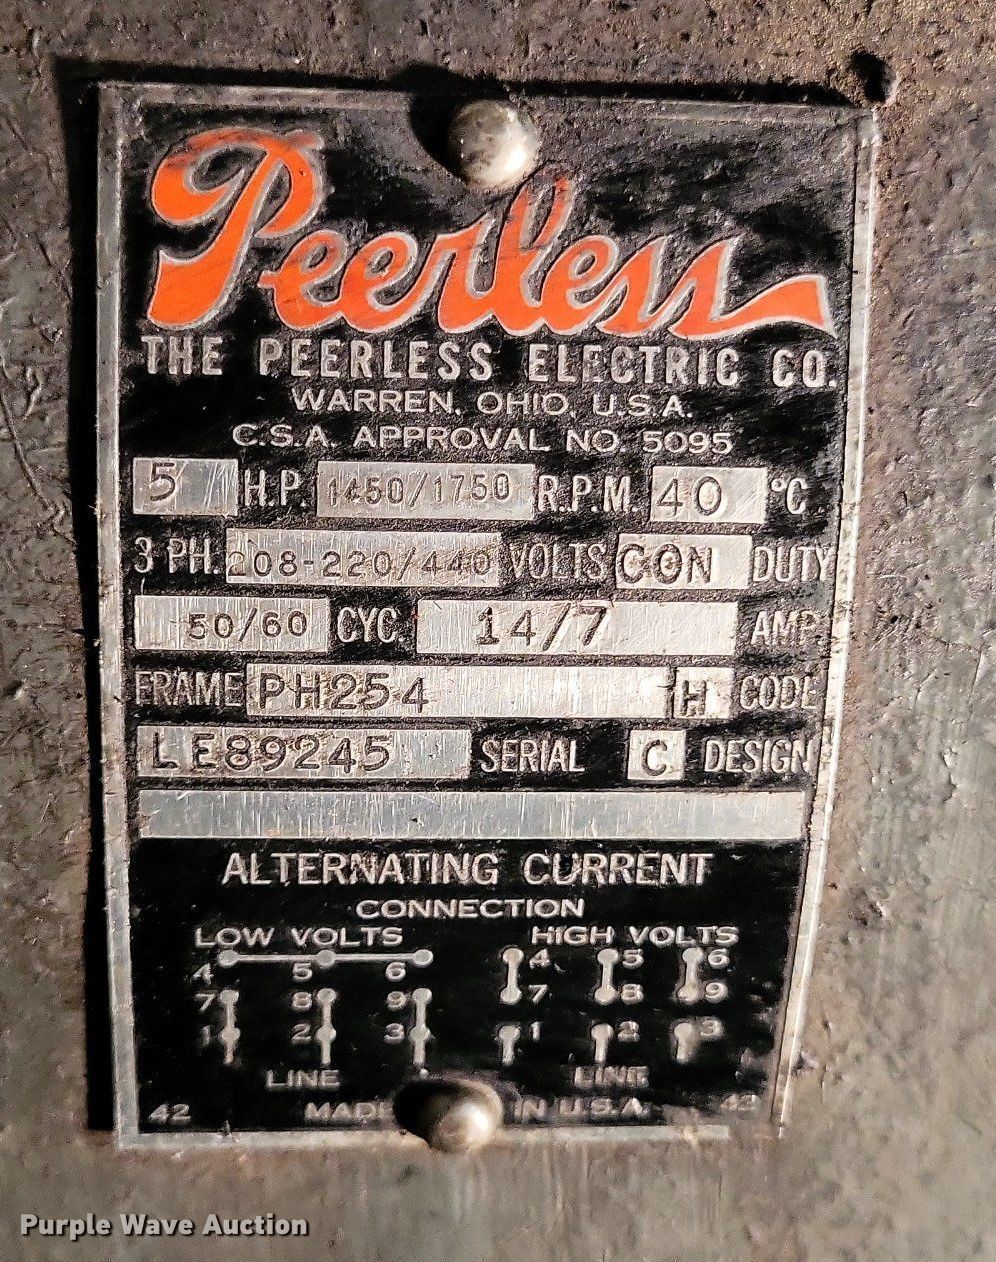 Peerless
THE PEERLESS ELECTRIC CO.
WARREN, OHIO, U.S.A.
C.S.A. APPROVAL NO. 5095
5 H.P. 1450/1750 R.P.M. 40 °C
3 PH. 208-220/440 VOLTS CON DUTY
50/60 CYC. 14/7 AMP.
FRAME PH254 H CODE
LE89245 SERIAL C DESIGN
ALTERNATING CURRENT
CONNECTION
LOW VOLTS HIGH VOLTS
4 5 6 4 5 6
7 8 9 7 8 9
1 2 3 1 2 3
LINE LINE
42 MADE IN U.S.A. 43
Purple Wave Auction